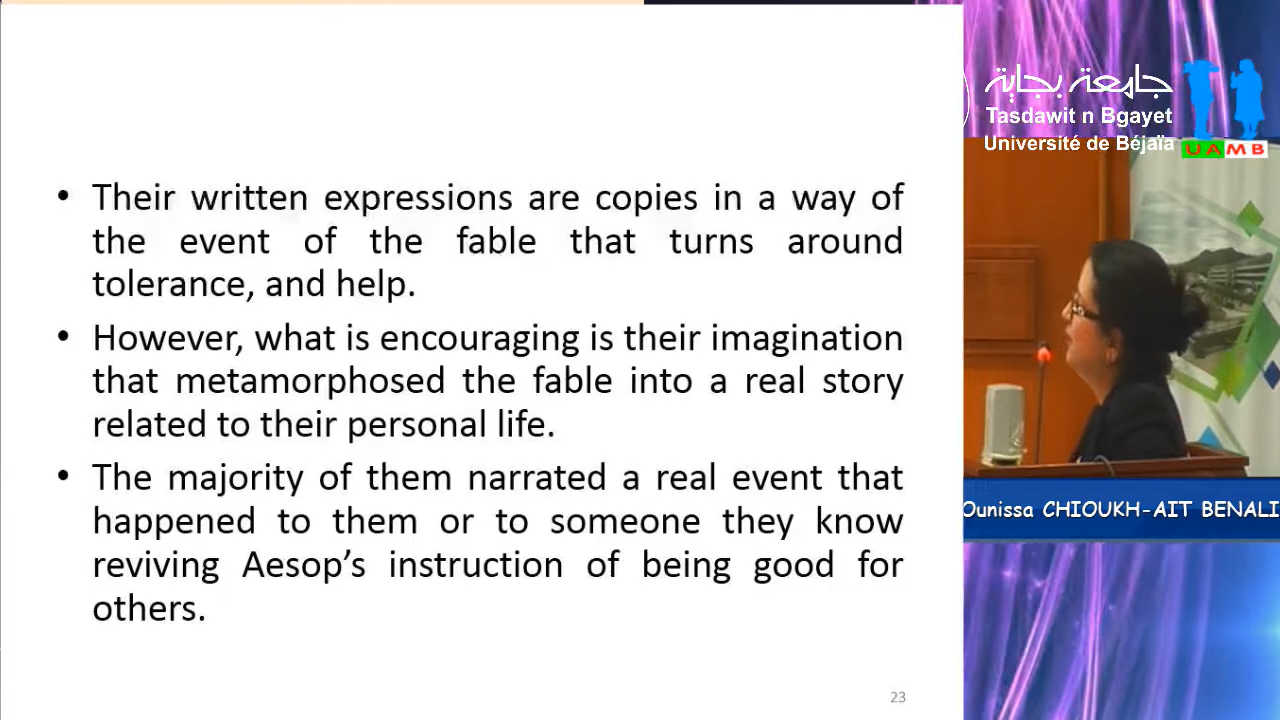 • Their written expressions are copies in a way of
the event of the fable that turns around
tolerance, and help.
• However, what is encouraging is their imagination
that metamorphosed the fable into a real story
related to their personal life.
• The majority of them narrated a real event that
happened to them or to someone they know
reviving Aesop’s instruction of being good for
others.
23
جامعة بجاية
Tasdawit n Bgayet
Université de Béjaïa
UAMB
Ounissa CHIOUKH-AIT BENALI